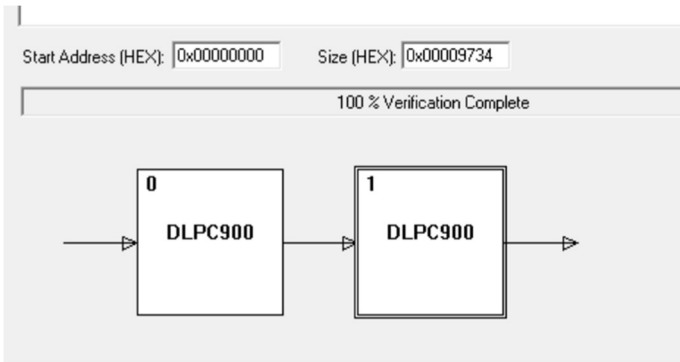 Start Address (HEX): 0x00000000 Size (HEX): 0x00009734
100 % Verification Complete
0 1
DLPC900 DLPC900